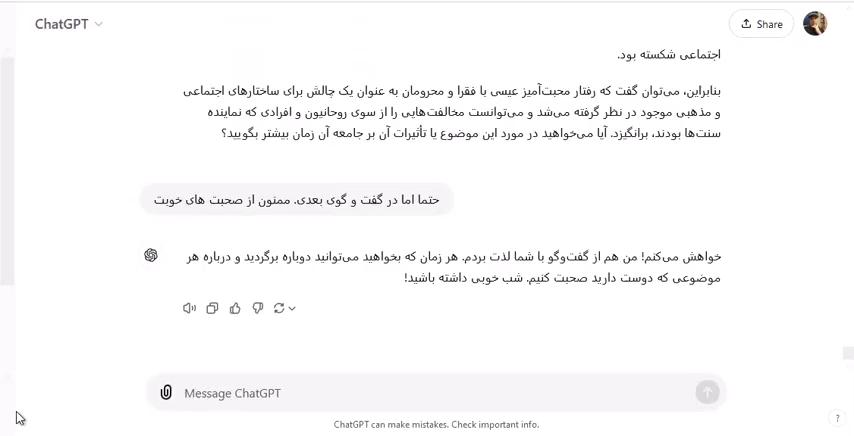 ChatGPT
Share
اجتماعی شکسته بود.
بنابراین، می‌توان گفت که رفتار محبت‌آمیز عیسی با فقرا و محرومان به عنوان یک چالش برای ساختارهای اجتماعی
و مذهبی موجود در نظر گرفته می‌شد و می‌توانست مخالفت‌هایی را از سوی روحانیون و افرادی که نماینده
سنت‌ها بودند، برانگیزد. آیا می‌خواهید در مورد این موضوع یا تأثیرات آن بر جامعه آن زمان بیشتر بگویید؟
حتما اما در گفت و گوی بعدی. ممنون از صحبت های خوبت
خواهش می‌کنم! من هم از گفت‌وگو با شما لذت بردم. هر زمان که بخواهید می‌توانید دوباره برگردید و درباره هر
موضوعی که دوست دارید صحبت کنیم. شب خوبی داشته باشید!
Message ChatGPT
ChatGPT can make mistakes. Check important info.
?